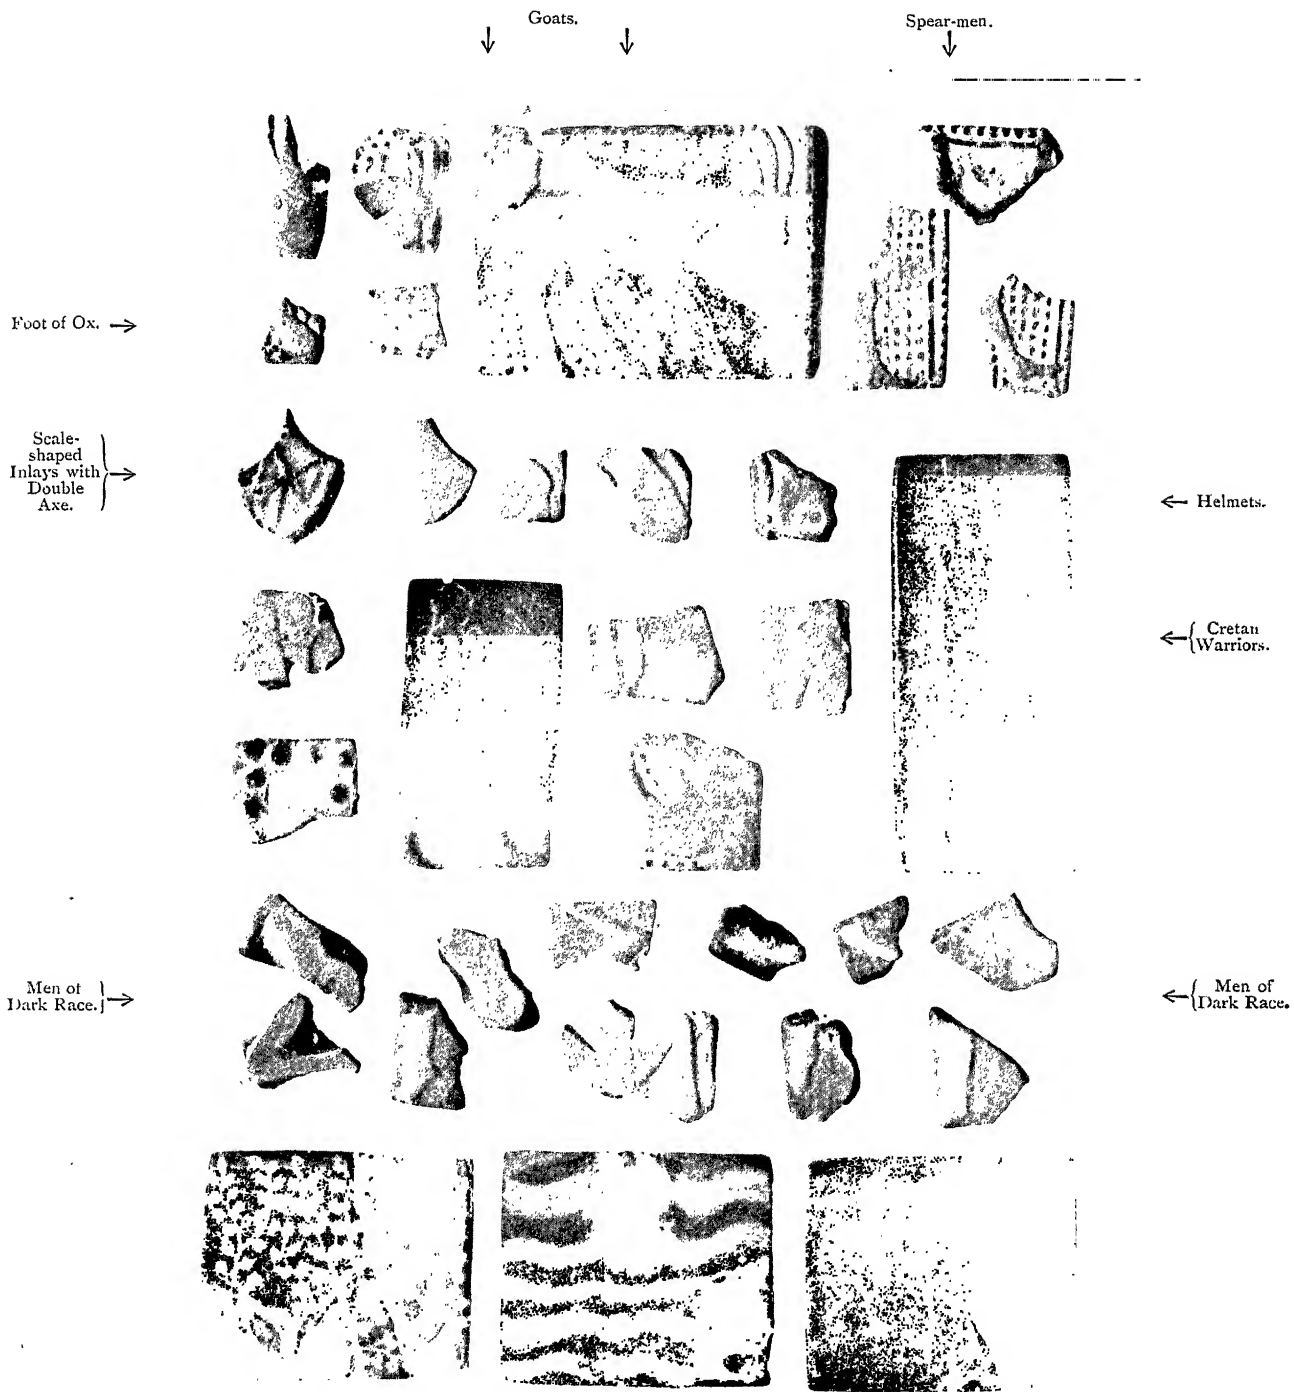 Goats.
Spear-men.
Foot of Ox.
Scale-
shaped
Inlays with
Double
Axe.
Helmets.
Cretan
Warriors.
Men of
Dark Race.
Men of
Dark Race.